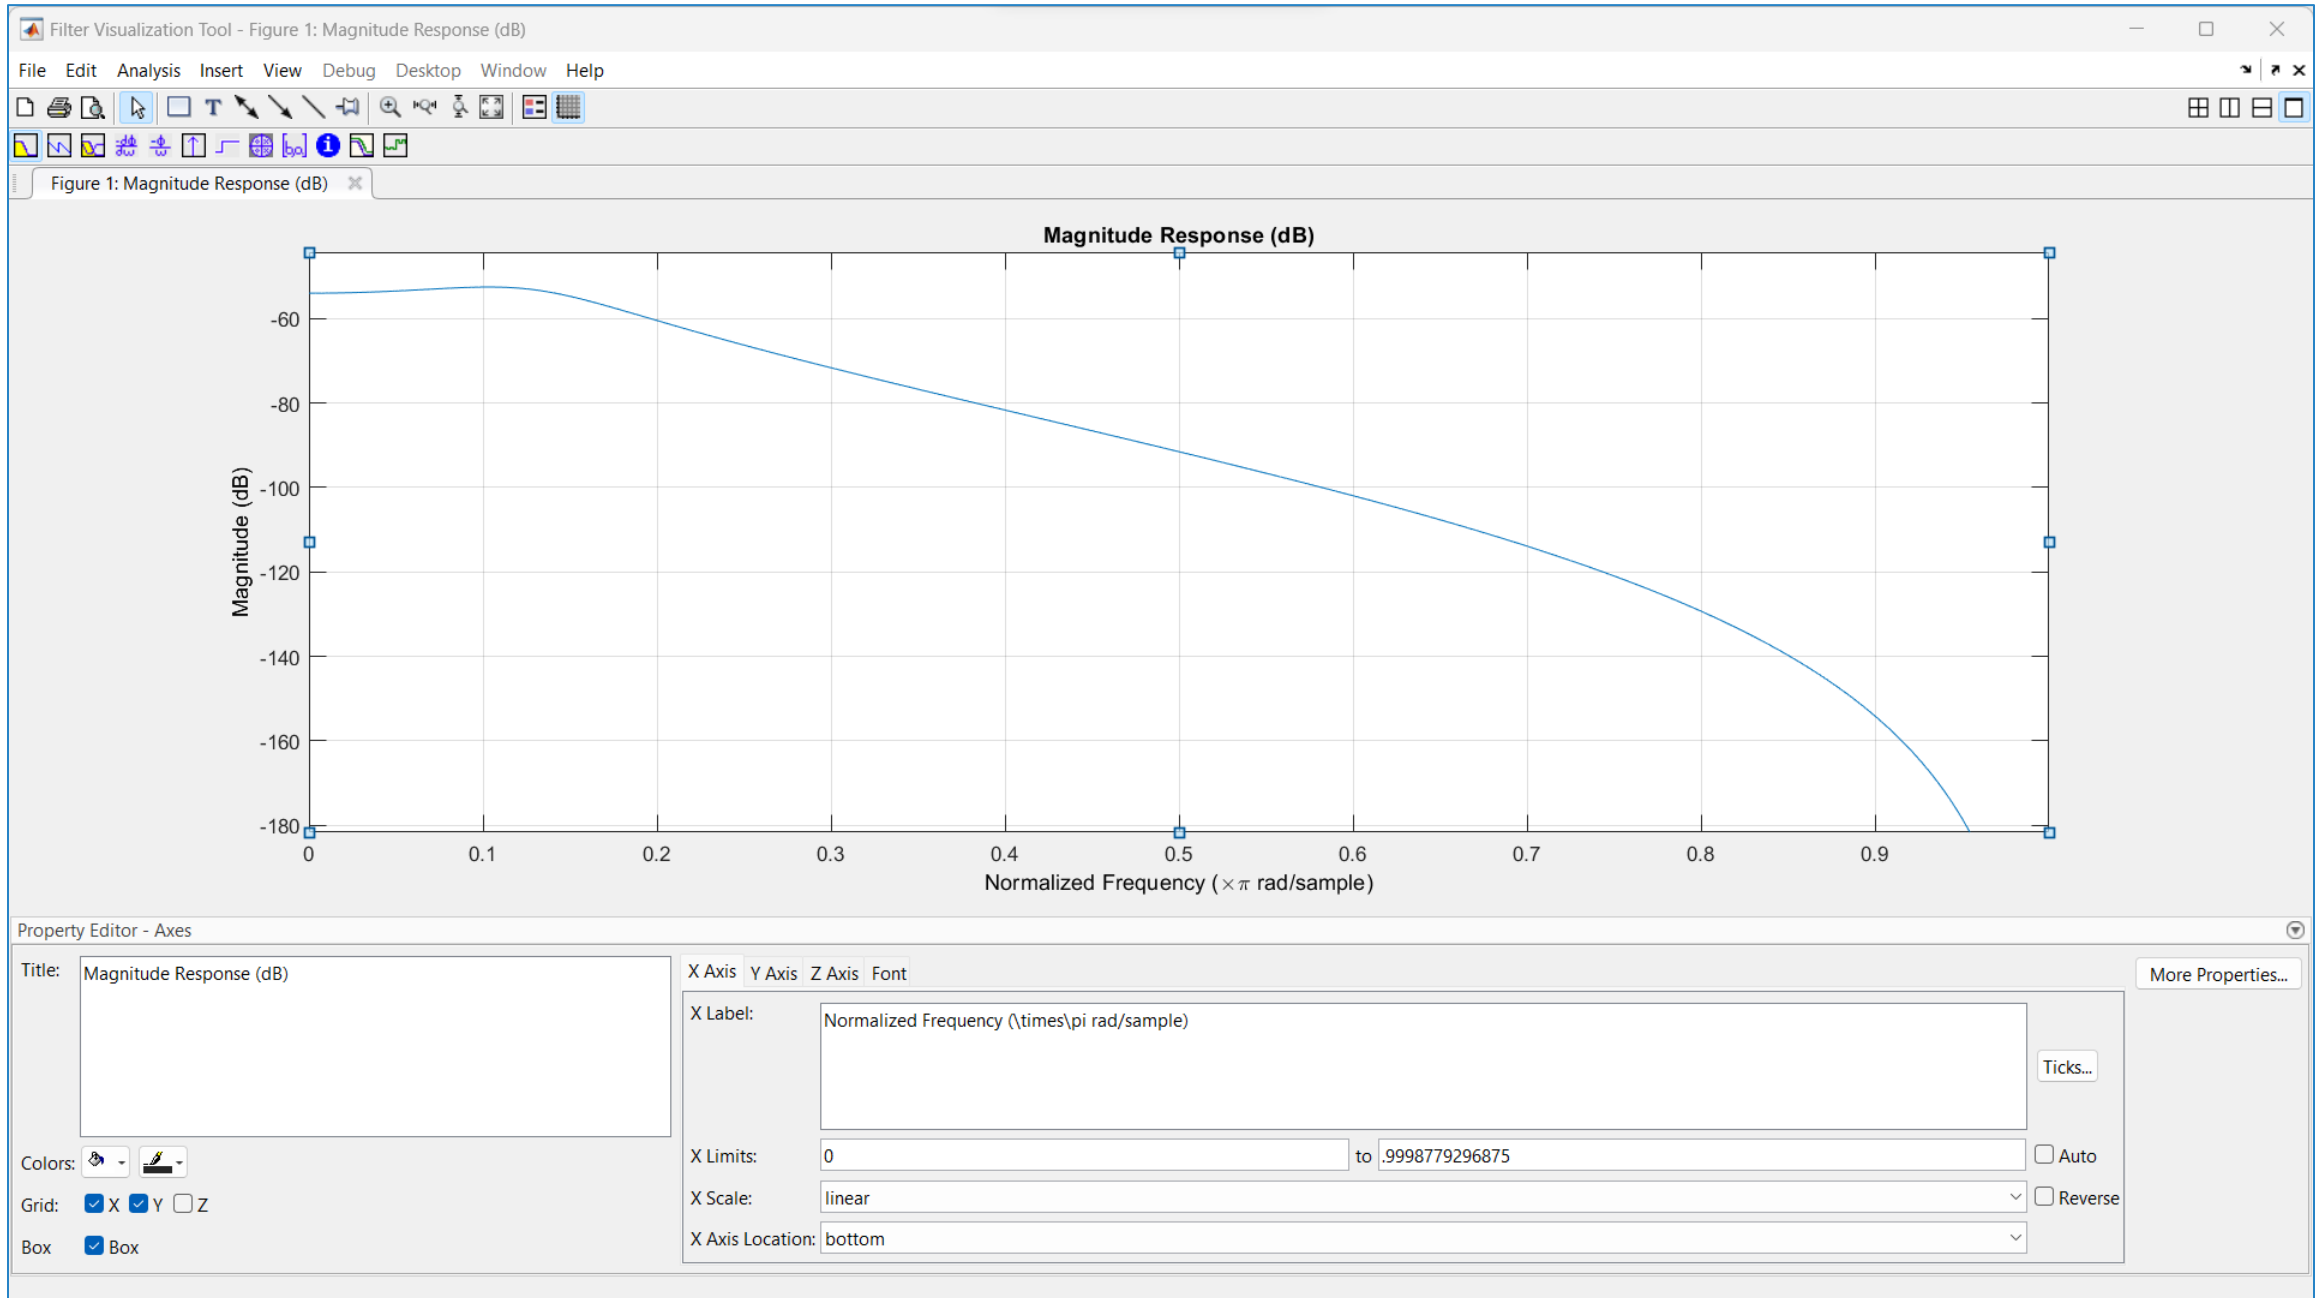 Filter Visualization Tool - Figure 1: Magnitude Response (dB)
File Edit Analysis Insert View Debug Desktop Window Help
Figure 1: Magnitude Response (dB)
Magnitude Response (dB)
Magnitude (dB)
-60
-80
-100
-120
-140
-160
-180
0 0.1 0.2 0.3 0.4 0.5 0.6 0.7 0.8 0.9
Normalized Frequency (×π rad/sample)
Property Editor - Axes
Title: Magnitude Response (dB)
X Axis Y Axis Z Axis Font
More Properties...
X Label: Normalized Frequency (\times\pi rad/sample)
Ticks...
Colors:
X Limits: 0 to .9998779296875 Auto
Grid: X Y Z
X Scale: linear Reverse
Box Box
X Axis Location: bottom